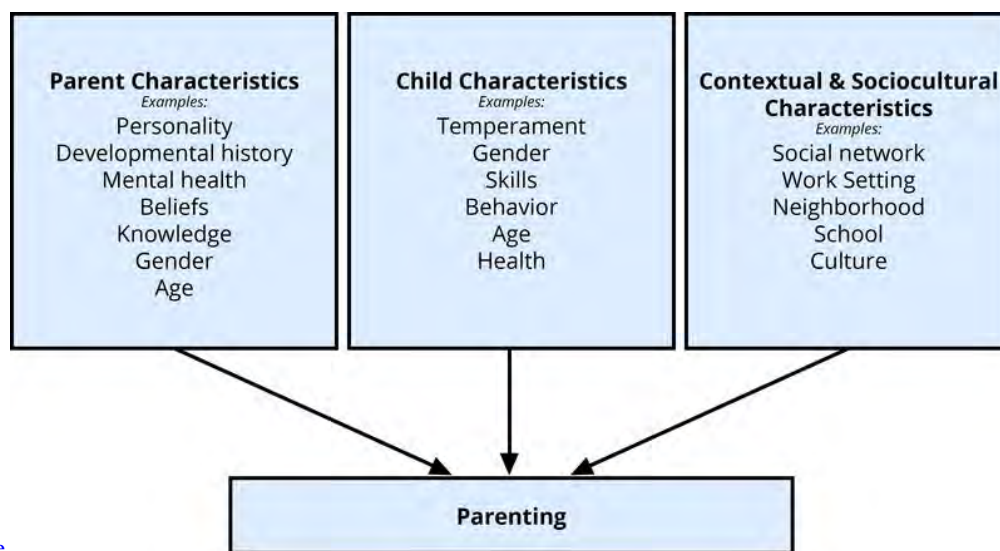 Parent Characteristics
Examples:
Personality
Developmental history
Mental health
Beliefs
Knowledge
Gender
Age
Child Characteristics
Examples:
Temperament
Gender
Skills
Behavior
Age
Health
Contextual & Sociocultural
Characteristics
Examples:
Social network
Work Setting
Neighborhood
School
Culture
Parenting